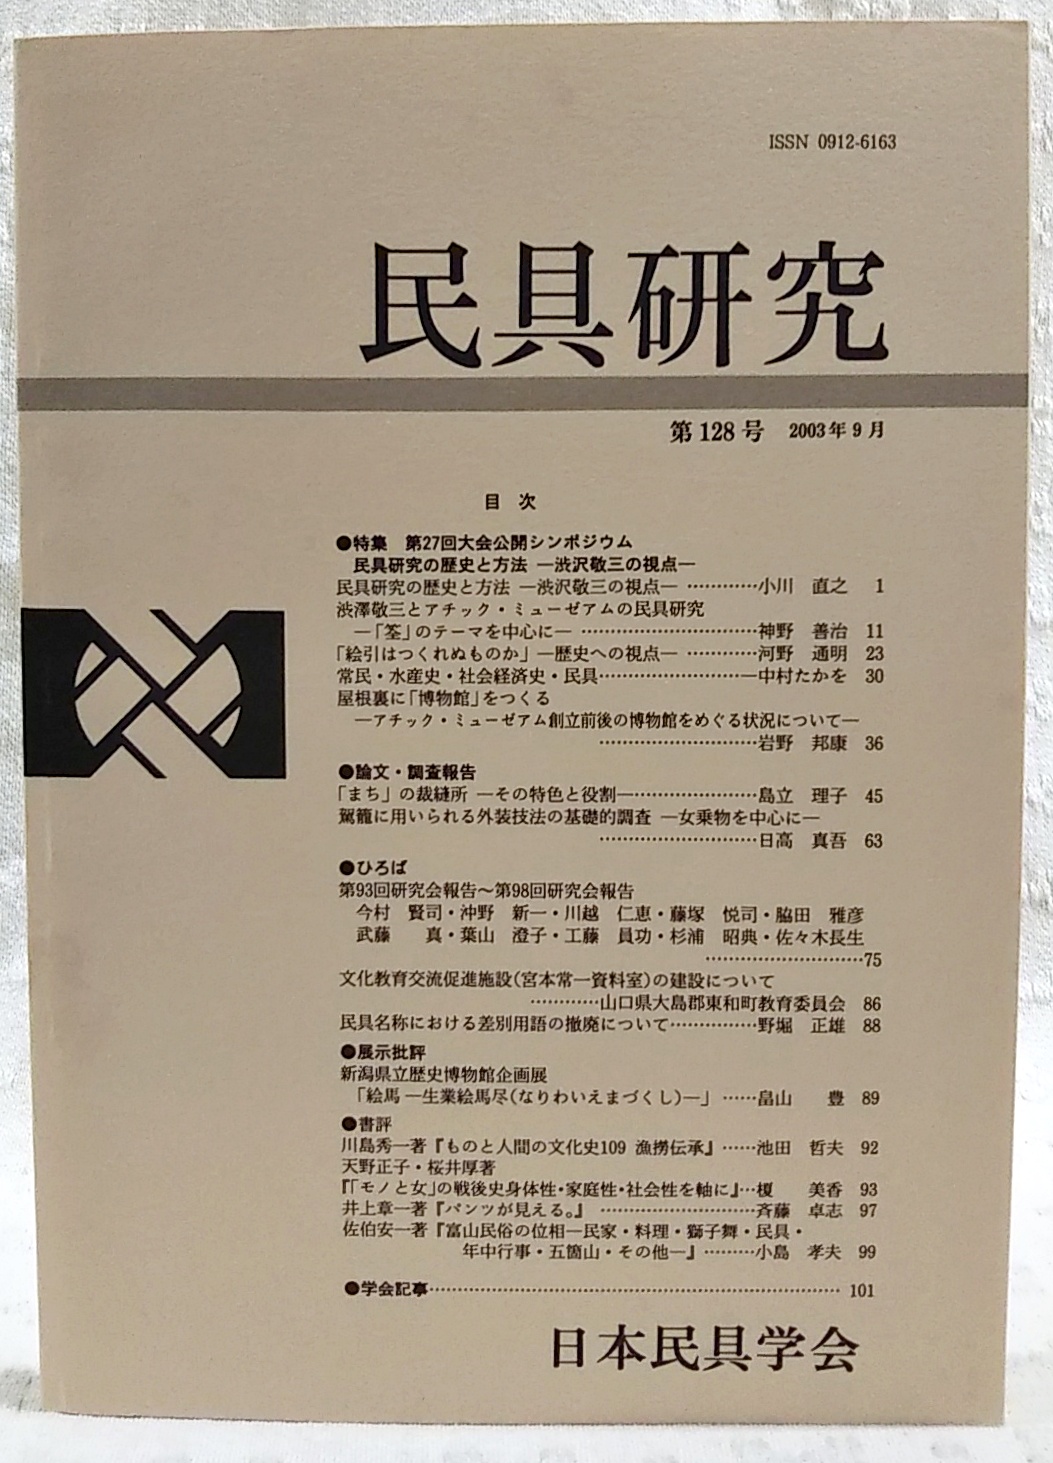 ISSN 0912-6163
民具研究
第128号 2003年9月
目 次
●特集 第27回大会公開シンポジウム
民具研究の歴史と方法 ―渋沢敬三の視点―
民具研究の歴史と方法 ―渋沢敬三の視点― …………小川 直之 1
渋澤敬三とアチック・ミューゼアムの民具研究
―「筌」のテーマを中心に― …………………………神野 善治 11
「絵引はつくれぬものか」―歴史への視点― …………河野 通明 23
常民・水産史・社会経済史・民具……………………―中村たかを 30
屋根裏に「博物館」をつくる
―アチック・ミューゼアム創立前後の博物館をめぐる状況について―
………………………岩野 邦康 36
●論文・調査報告
「まち」の裁縫所 ―その特色と役割―…………………島立 理子 45
駕籠に用いられる外装技法の基礎的調査 ―女乗物を中心に―
………………………日高 真吾 63
●ひろば
第93回研究会報告～第98回研究会報告
今村 賢司・沖野 新一・川越 仁恵・藤塚 悦司・脇田 雅彦
武藤 真・葉山 澄子・工藤 員功・杉浦 昭典・佐々木長生
………………………75
文化教育交流促進施設(宮本常一資料室)の建設について
…………山口県大島郡東和町教育委員会 86
民具名称における差別用語の撤廃について……………野堀 正雄 88
●展示批評
新潟県立歴史博物館企画展
「絵馬 ―生業絵馬尽(なりわいえまづくし)―」……畠山 豊 89
●書評
川島秀一著『ものと人間の文化史109 漁撈伝承』……池田 哲夫 92
天野正子・桜井厚著
『「モノと女」の戦後史身体性・家庭性・社会性を軸に』…榎 美香 93
井上章一著『パンツが見える。』 ………………………斉藤 卓志 97
佐伯安一著『富山民俗の位相―民家・料理・獅子舞・民具・
年中行事・五箇山・その他―』………小島 孝夫 99
●学会記事………………………………………………………… 101
日本民具学会